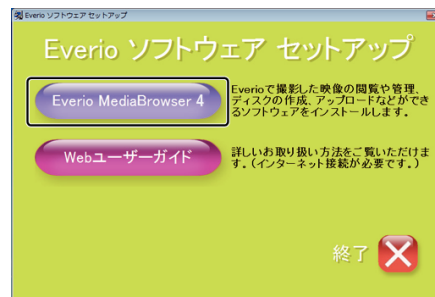 Everio ソフトウェア セットアップ
Everio ソフトウェア セットアップ
Everio MediaBrowser 4
Everioで撮影した映像の閲覧や管理、
ディスクの作成、アップロードなどができ
るソフトウェアをインストールします。
Webユーザーガイド
詳しいお取り扱い方法をご覧いただけま
す。(インターネット接続が必要です。)
終了